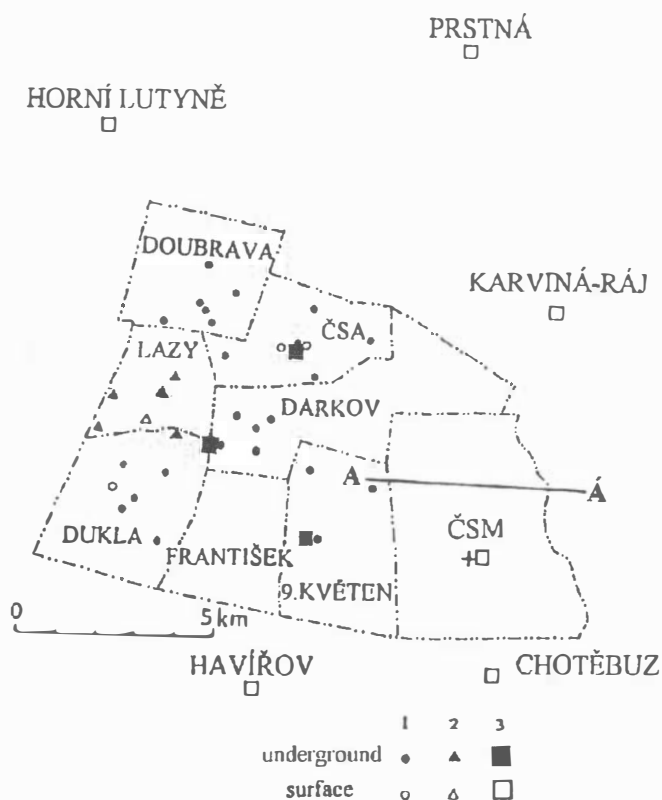 PRSTNÁ
HORNÍ LUTYNĚ
DOUBRAVA
KARVINÁ-RÁJ
ČSA
LAZY
DARKOV
A Á
ČSM
DUKLA
FRANTIŠEK
9.KVĚTEN
0 5 km
HAVÍŘOV
CHOTĚBUZ
1 2 3
underground
surface